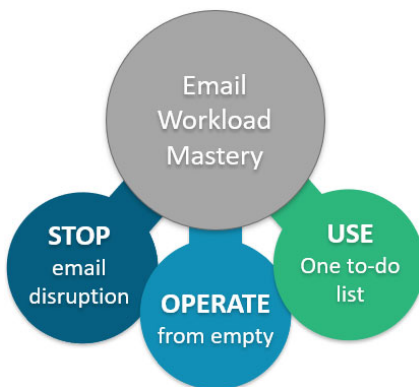 Email
Workload
Mastery
STOP
email
disruption
OPERATE
from empty
USE
One to-do
list